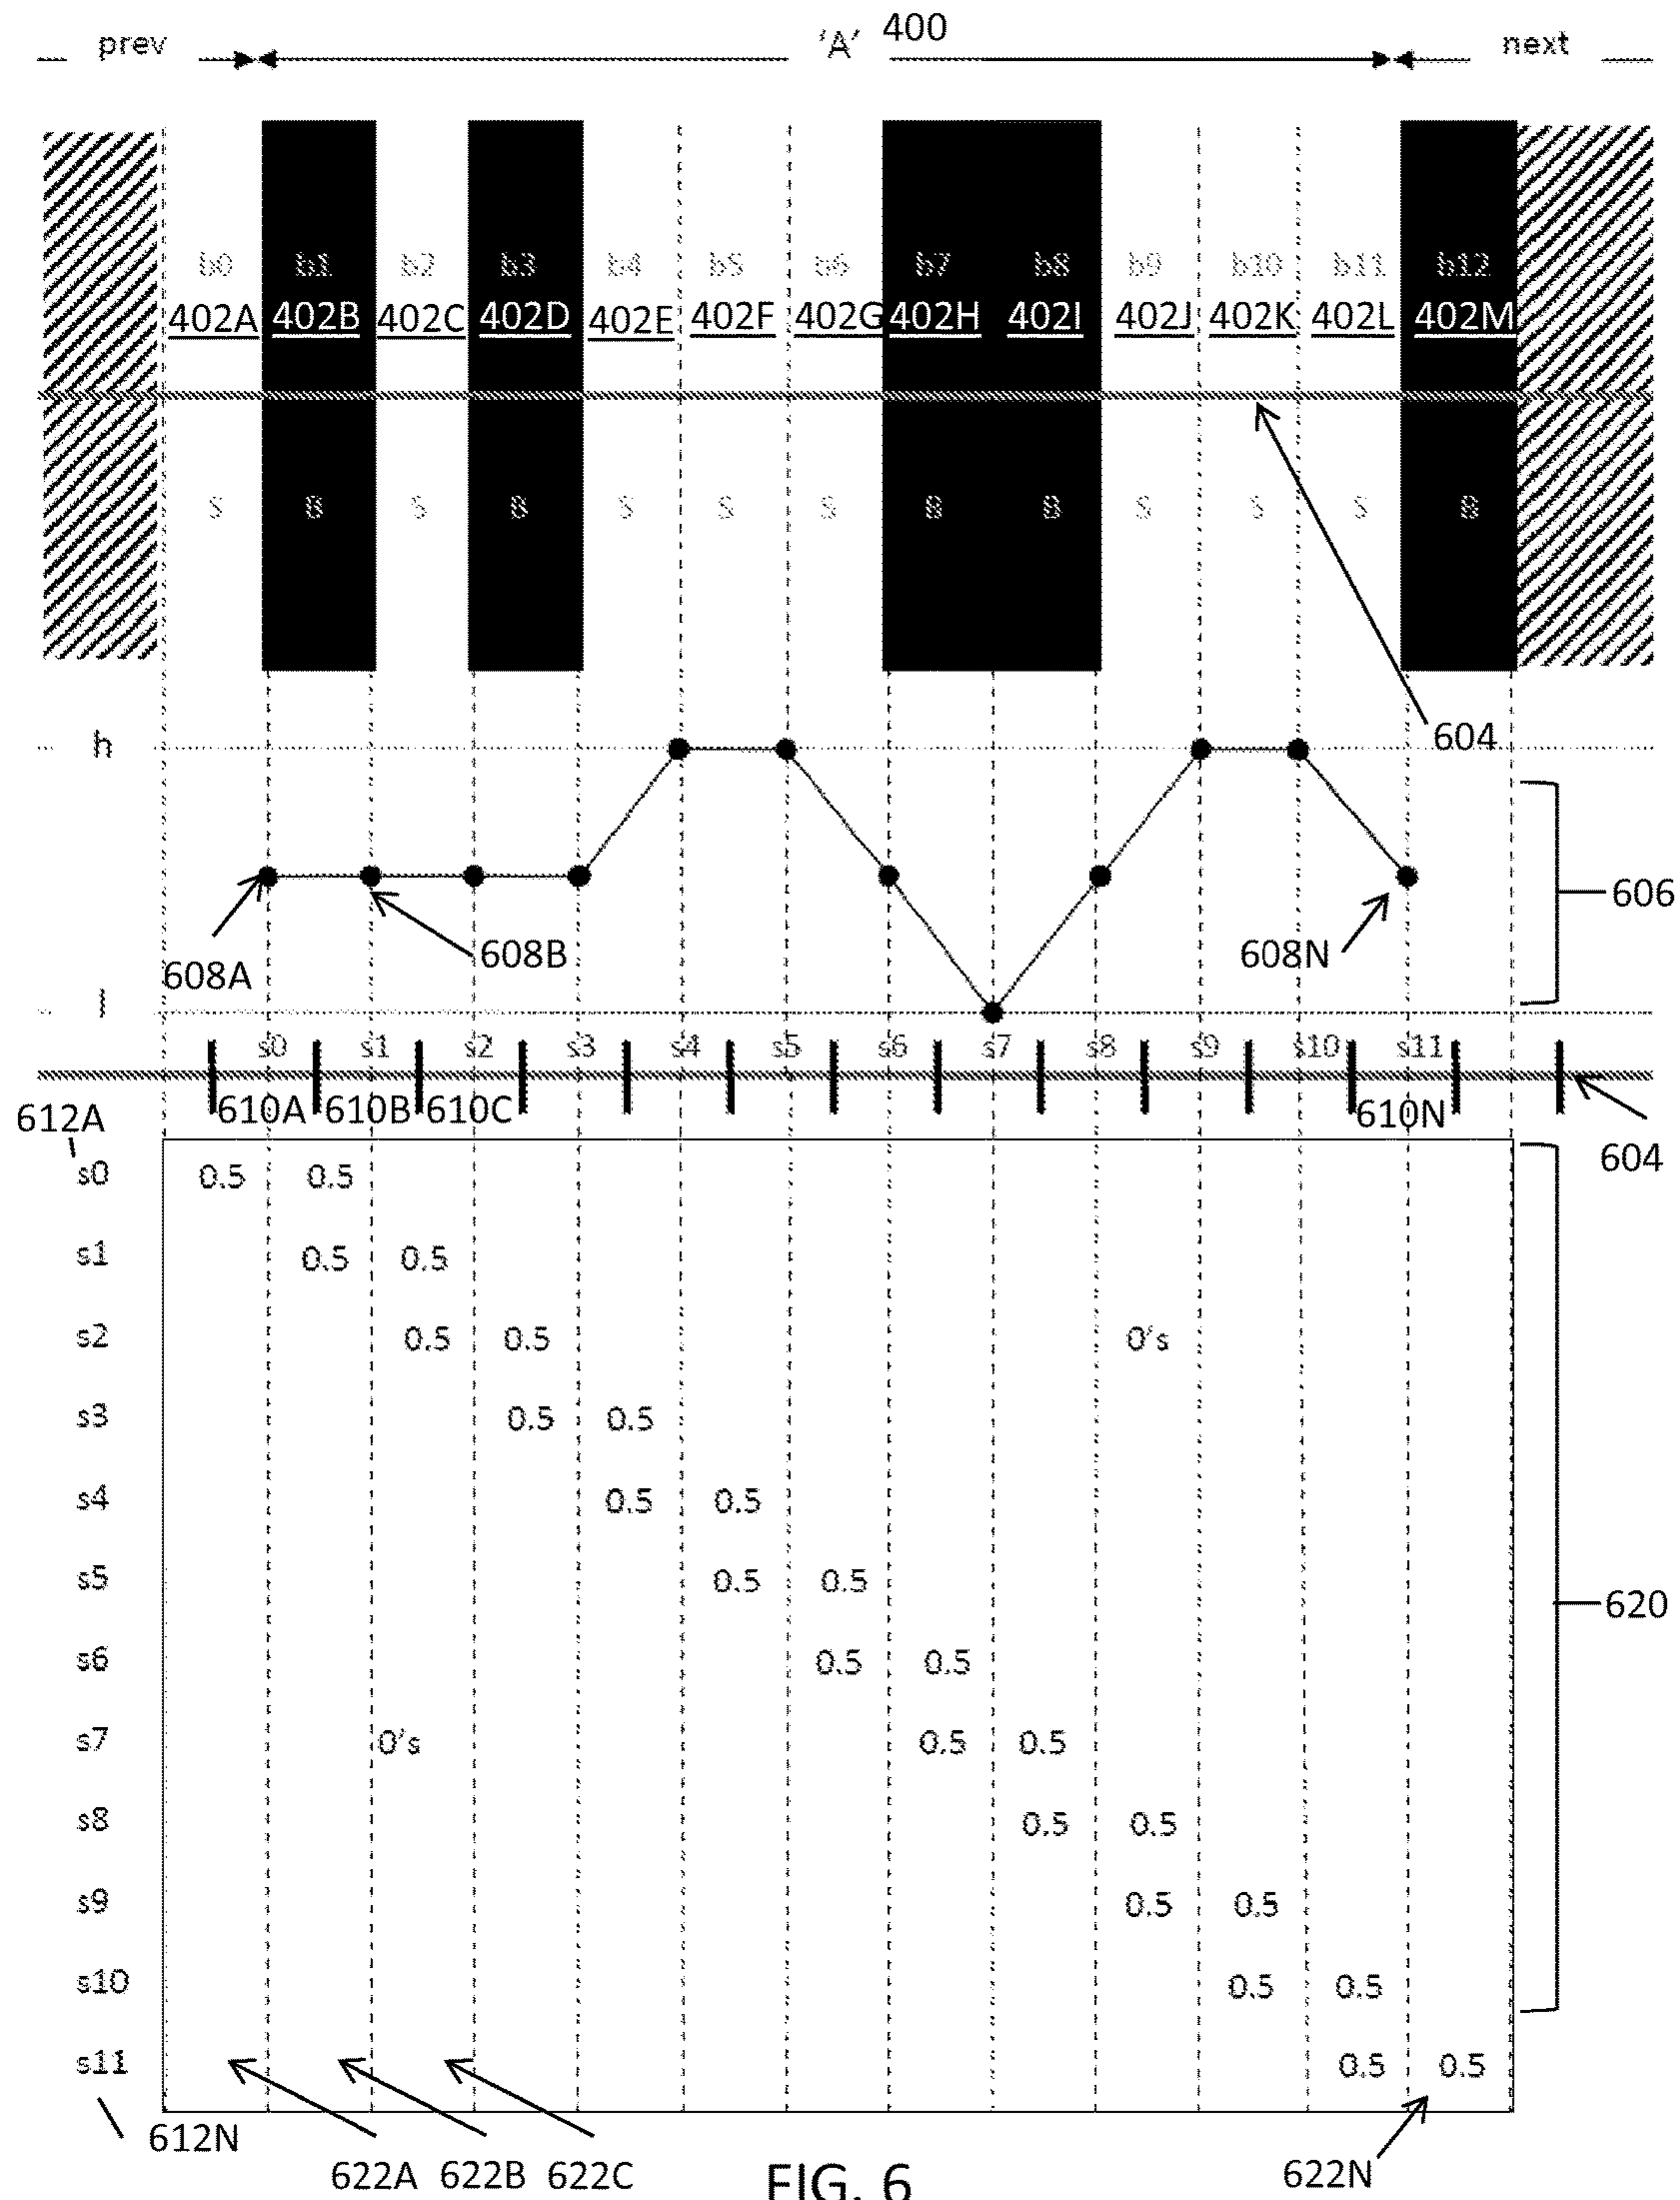 prev 'A' 400 next
b0 b1 b2 b3 b4 b5 b6 b7 b8 b9 b10 b11 b12
402A 402B 402C 402D 402E 402F 402G 402H 402I 402J 402K 402L 402M
S B S B S S S B B S S S B
h
604
606
608A 608B 608N
l
s0 s1 s2 s3 s4 s5 s6 s7 s8 s9 s10 s11
612A 610A 610B 610C 610N
604
s0 0.5 0.5
s1 0.5 0.5
s2 0.5 0.5 0's
s3 0.5 0.5
s4 0.5 0.5
s5 0.5 0.5
620
s6 0.5 0.5
s7 0's 0.5 0.5
s8 0.5 0.5
s9 0.5 0.5
s10 0.5 0.5
s11 0.5 0.5
612N
622A 622B 622C 622N
FIG. 6